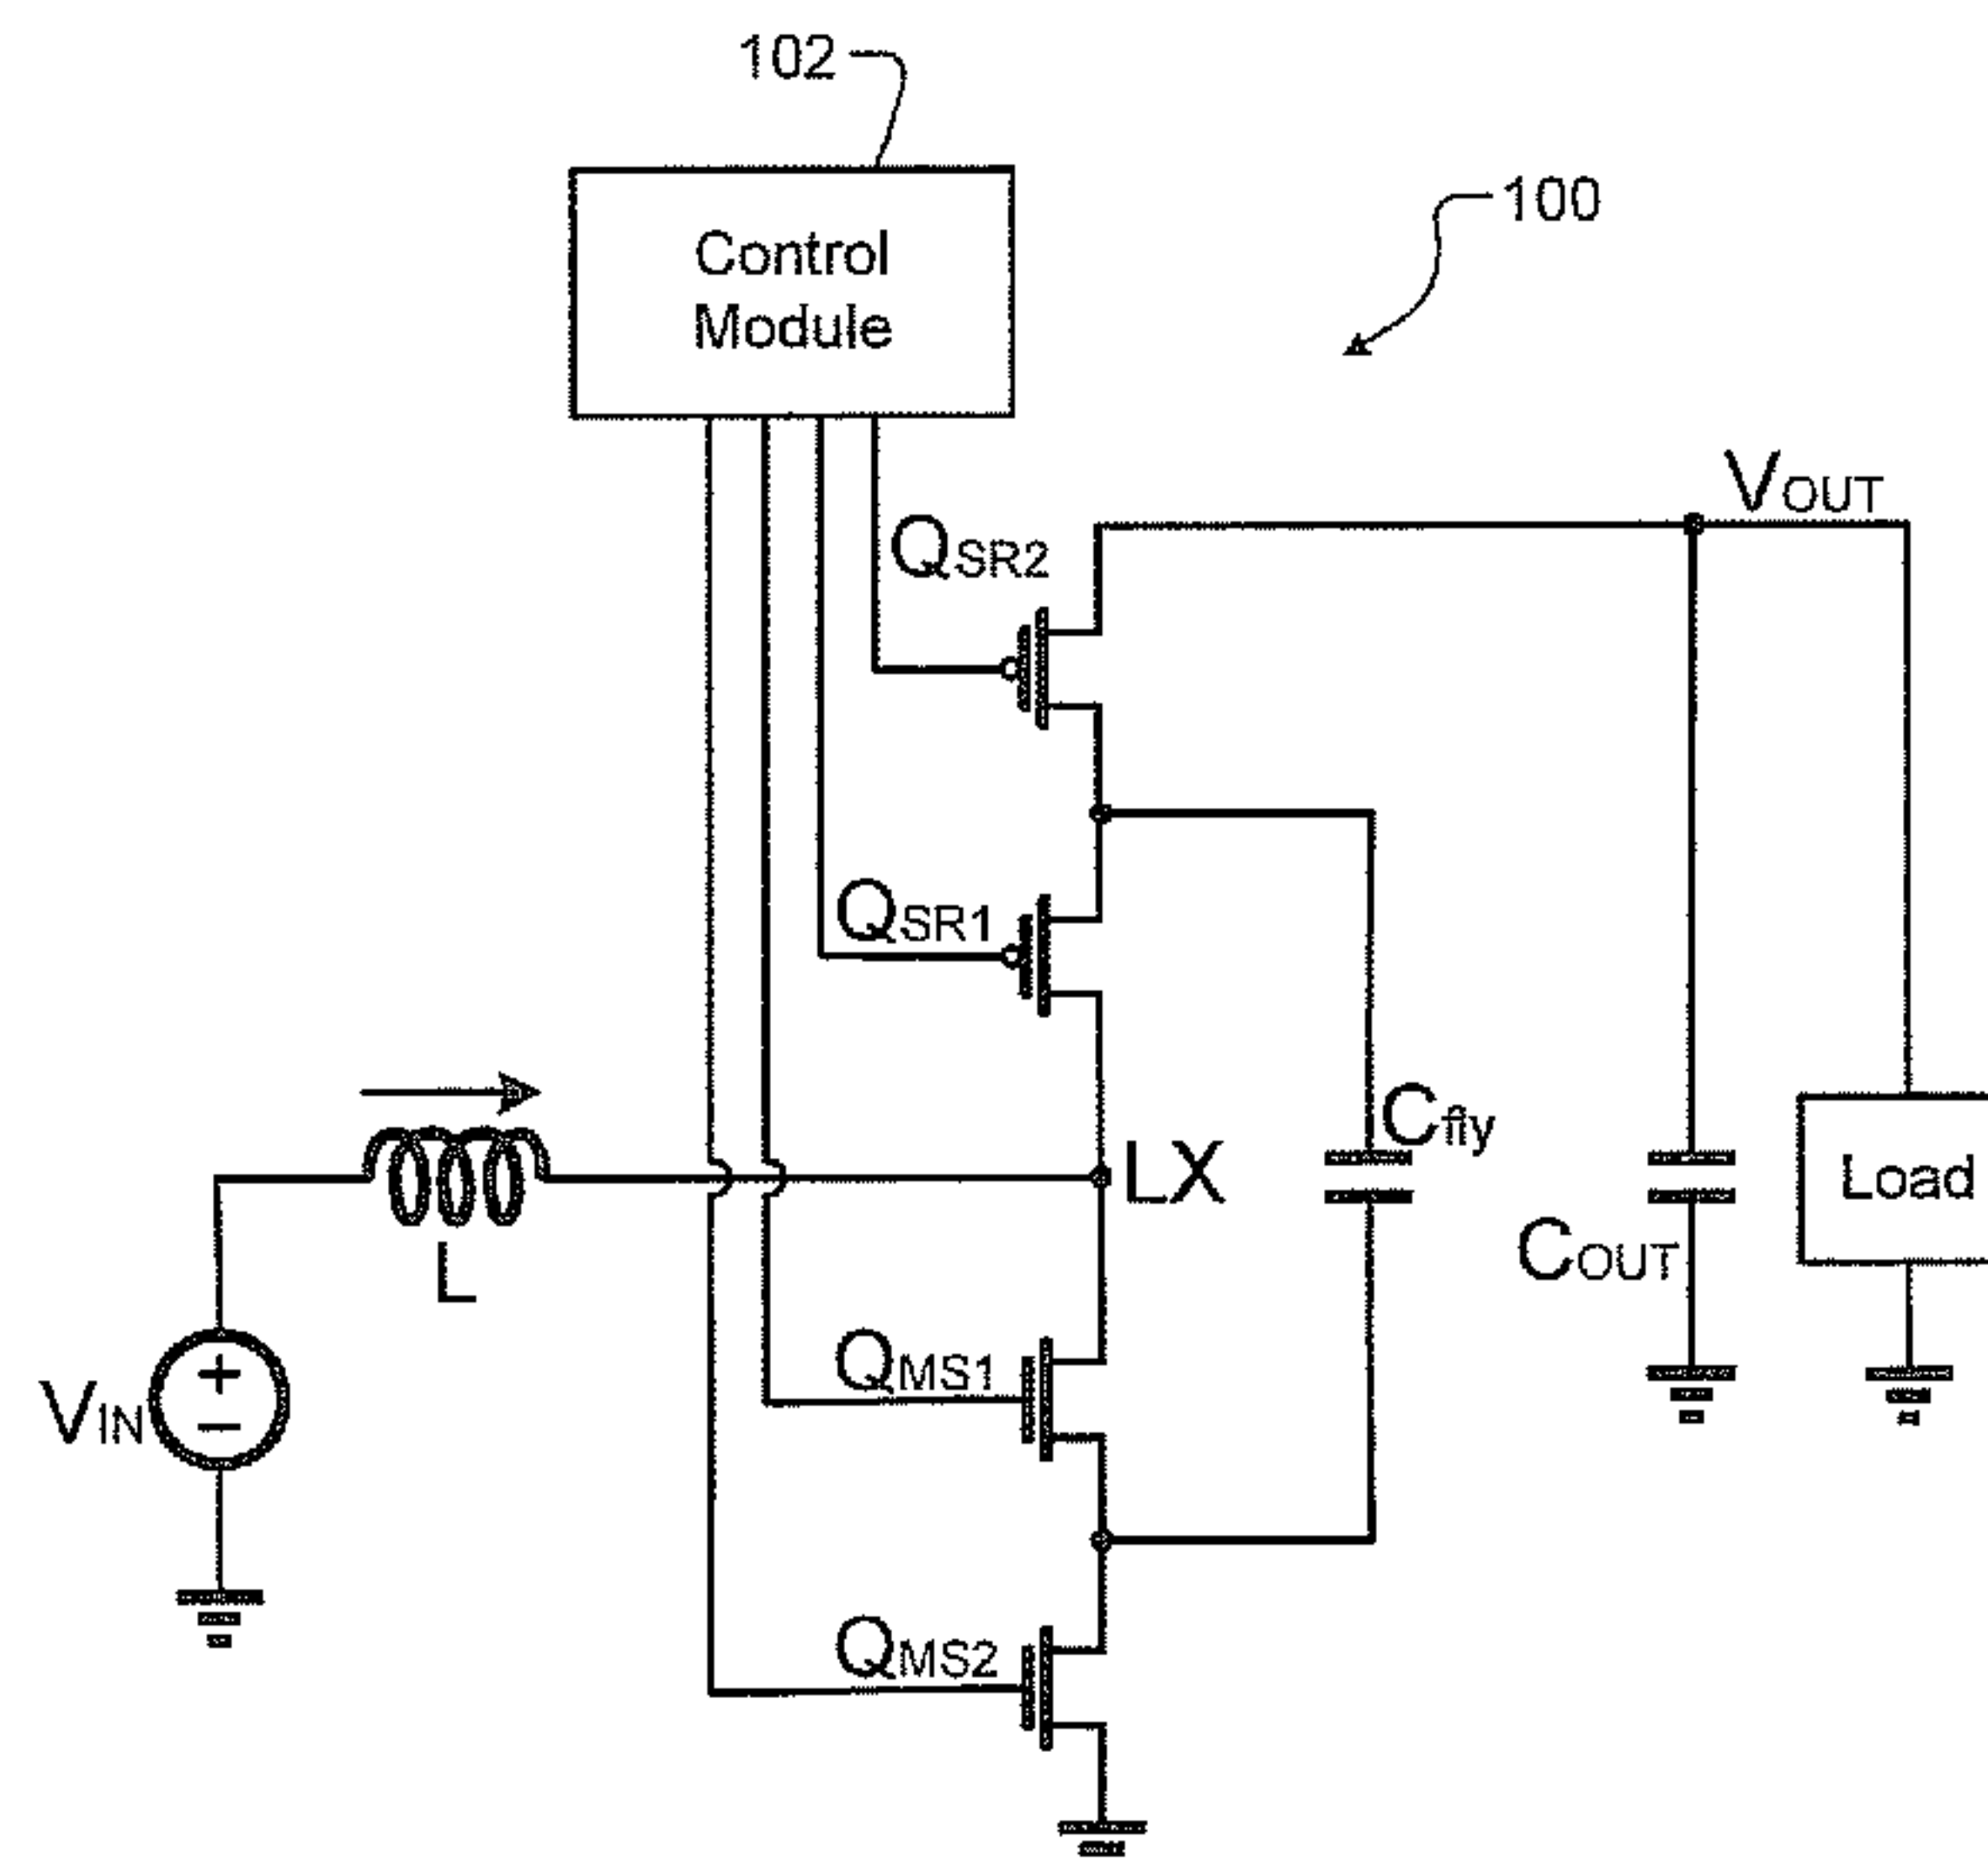 102
100
Control
Module
VOUT
QSR2
QSR1
Cfly
LX
Load
COUT
L
QMS1
VIN
+
−
QMS2